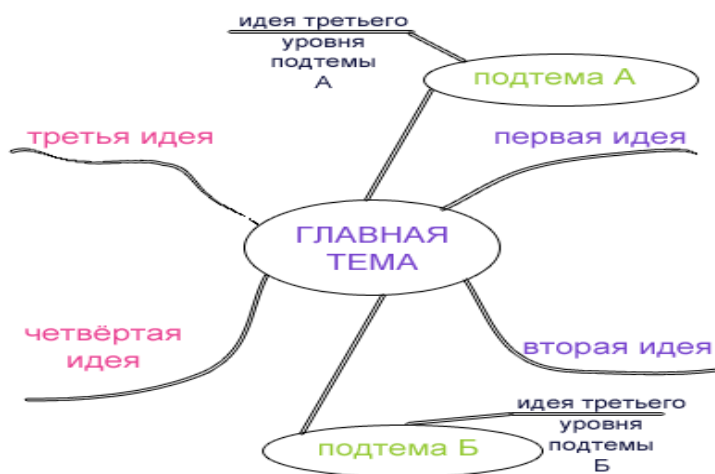 идея третьего
уровня
подтемы
А
подтема А
третья идея
первая идея
ГЛАВНАЯ
ТЕМА
четвёртая
идея
вторая идея
идея третьего
уровня
подтемы
Б
подтема Б